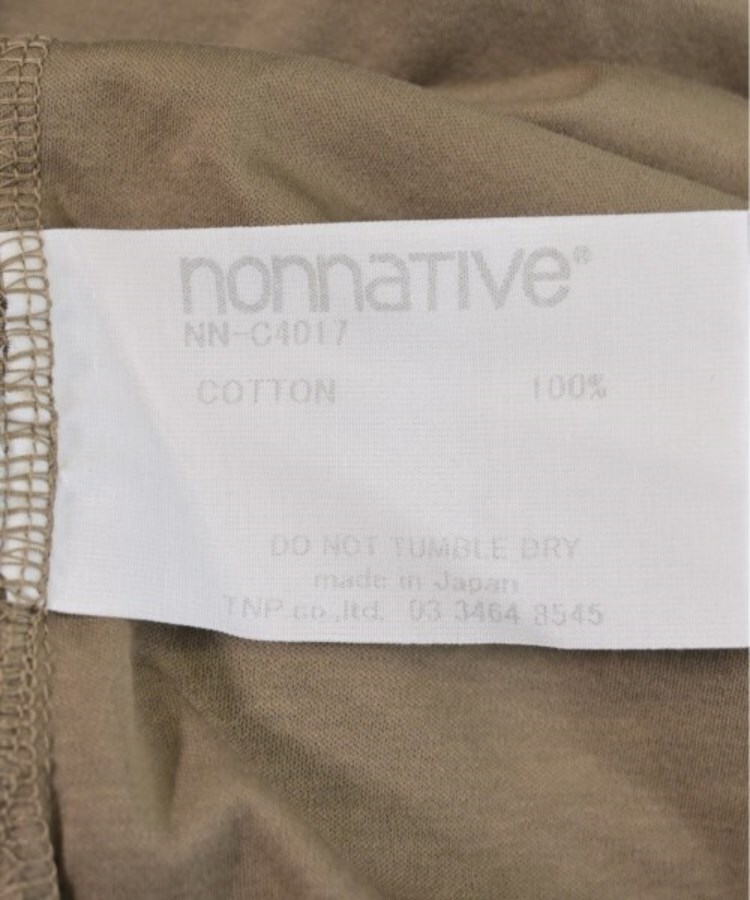 nonnaTIVe®
NN-C4017
COTTON 100%
DO NOT TUMBLE DRY
made in Japan
TNP.co.,ltd. 03 3464 8545